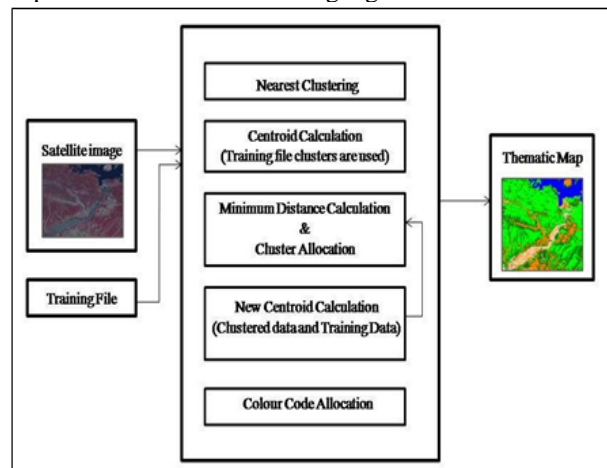 Satellite image
Training File
Nearest Clustering
Centroid Calculation
(Training file clusters are used)
Minimum Distance Calculation
&
Cluster Allocation
New Centroid Calculation
(Clustered data and Training Data)
Colour Code Allocation
Thematic Map